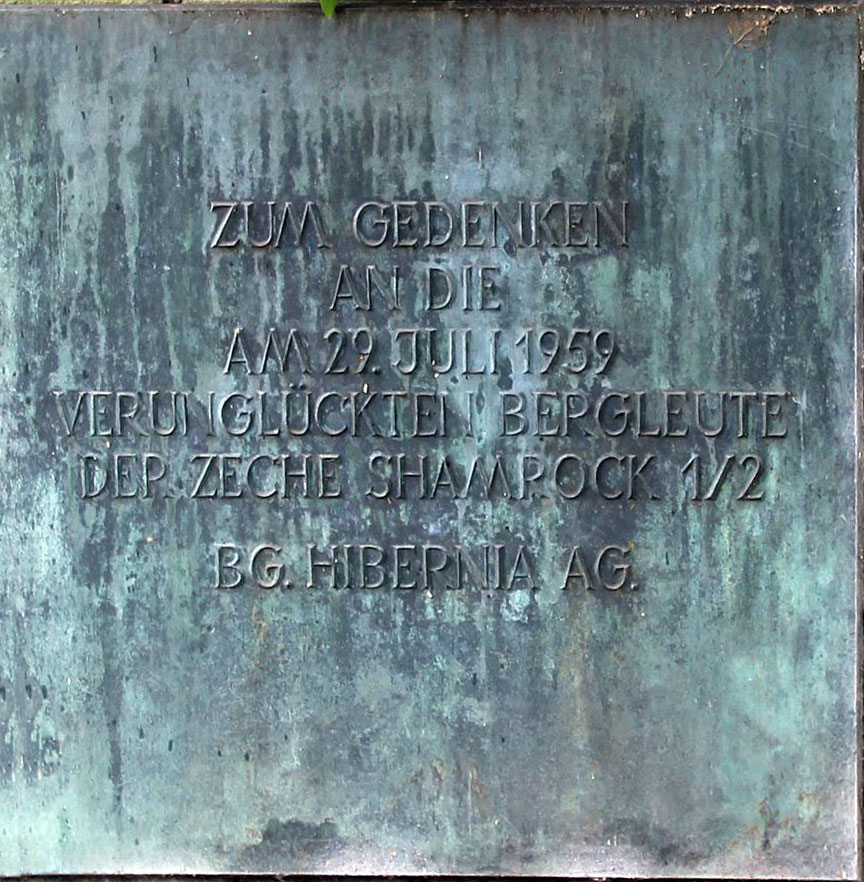 ZUM GEDENKEN
AN DIE
AM 29. JULI 1959
VERUNGLÜCKTEN BERGLEUTE
DER ZECHE SHAMROCK 1/2
BG. HIBERNIA AG.